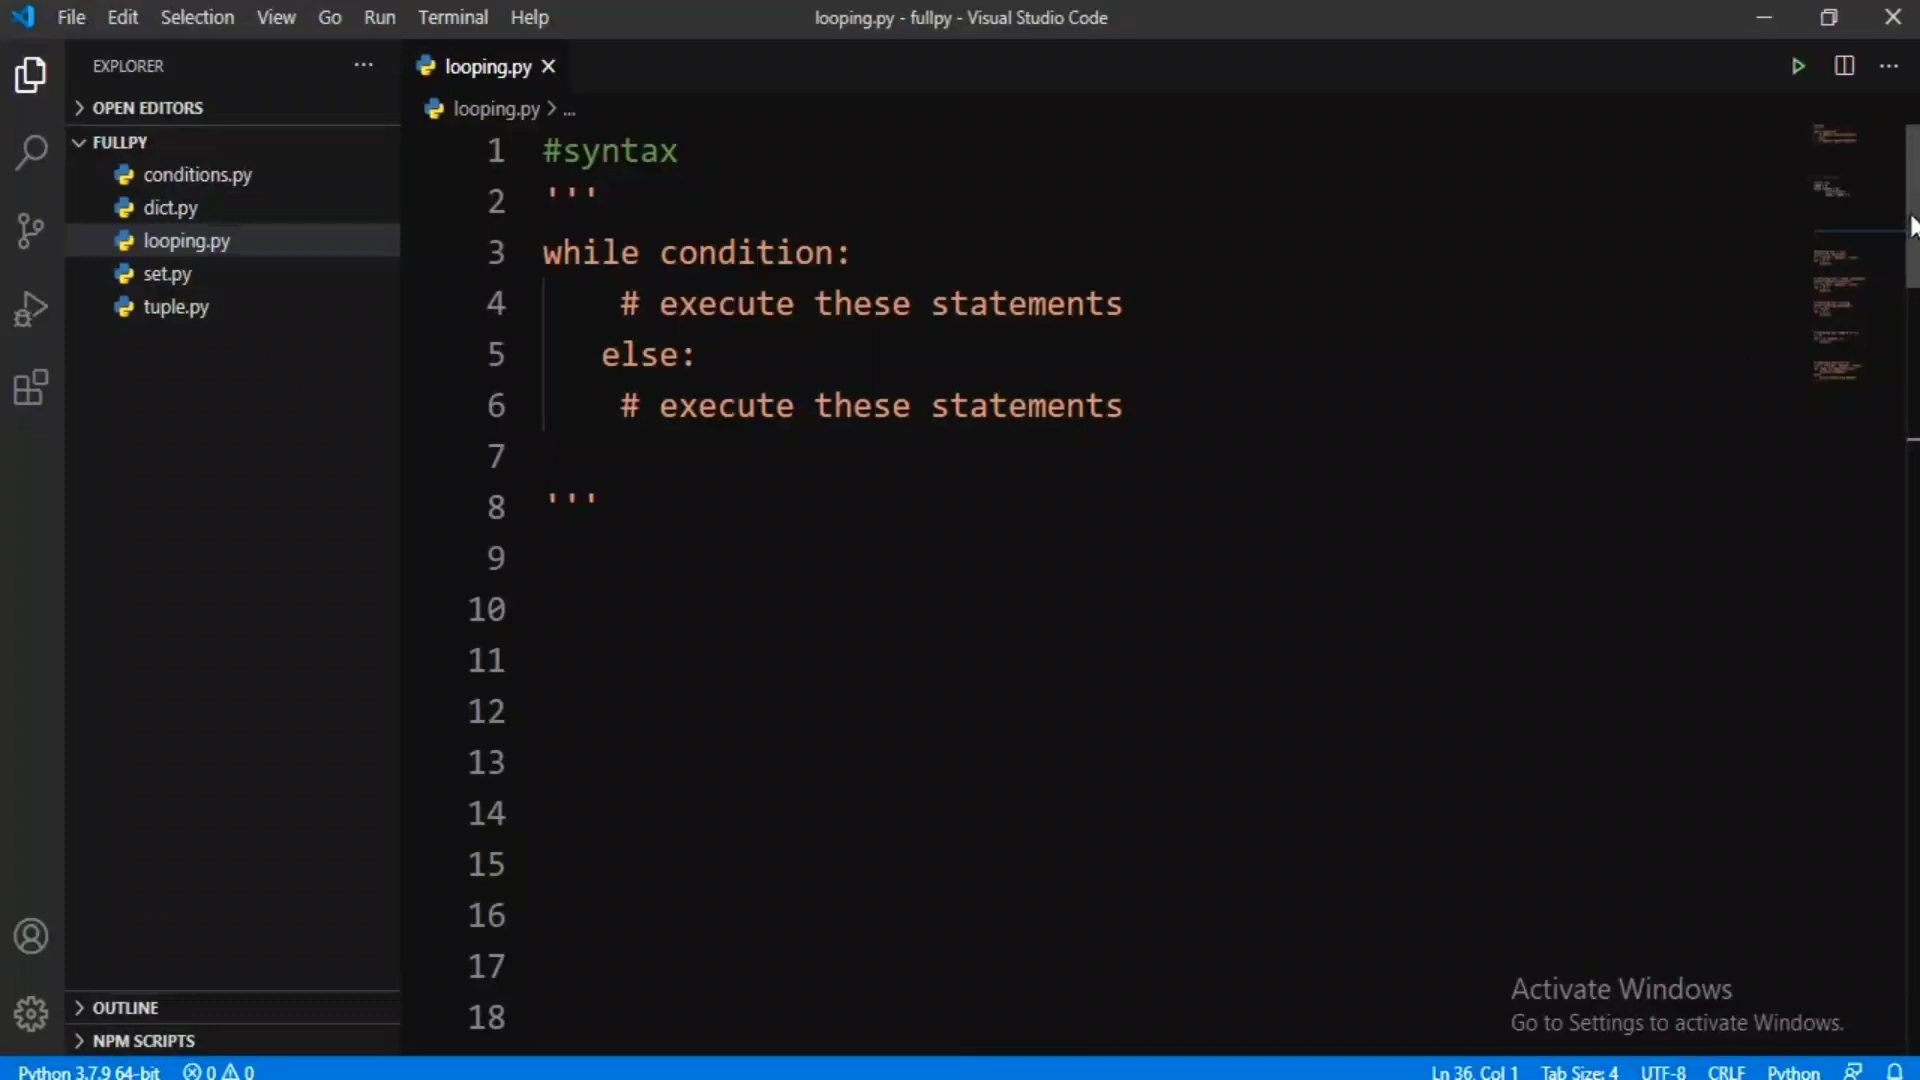 File Edit Selection View Go Run Terminal Help
looping.py - fullpy - Visual Studio Code
EXPLORER
looping.py
OPEN EDITORS
looping.py > ...
FULLPY
conditions.py
dict.py
looping.py
set.py
tuple.py
1 #syntax
2 '''
3 while condition:
4 # execute these statements
5 else:
6 # execute these statements
7
8 '''
9
10
11
12
13
14
15
16
17
18
OUTLINE
NPM SCRIPTS
Activate Windows
Go to Settings to activate Windows.
Python 3.7.9 64-bit 0 0 Ln 36, Col 1 Tab Size: 4 UTF-8 CRLF Python